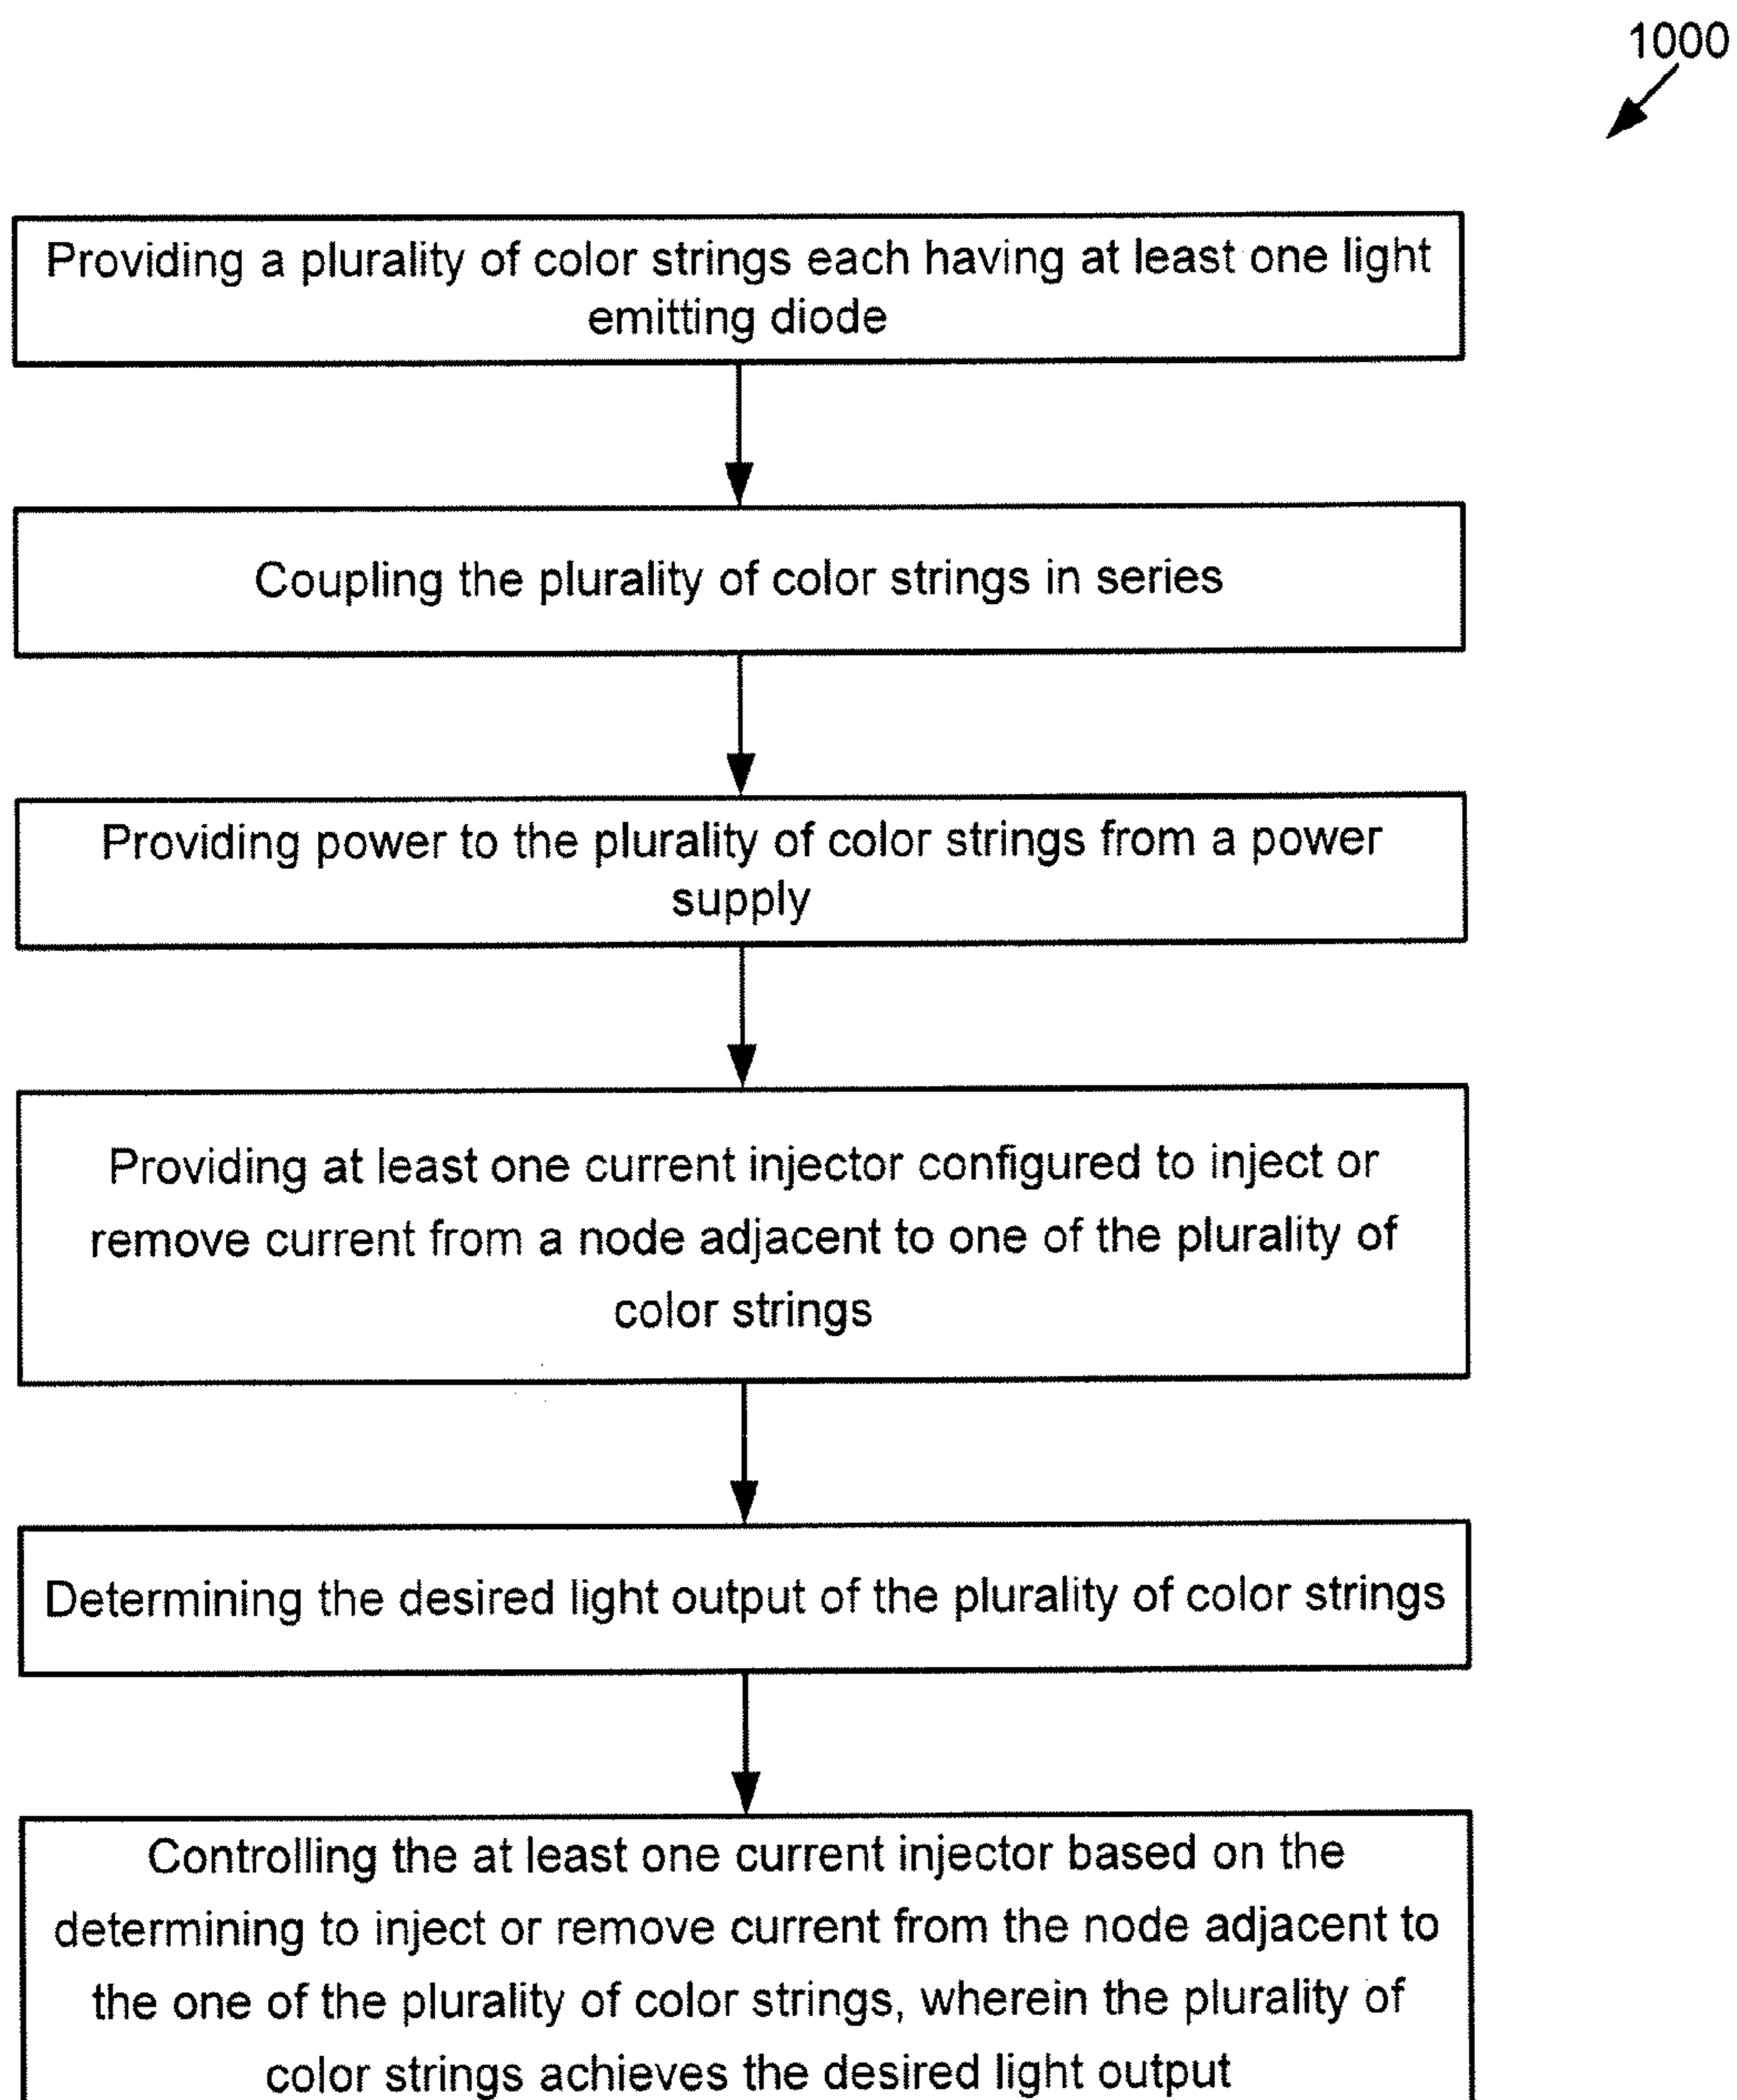 1000
Providing a plurality of color strings each having at least one light
emitting diode
Coupling the plurality of color strings in series
Providing power to the plurality of color strings from a power
supply
Providing at least one current injector configured to inject or
remove current from a node adjacent to one of the plurality of
color strings
Determining the desired light output of the plurality of color strings
Controlling the at least one current injector based on the
determining to inject or remove current from the node adjacent to
the one of the plurality of color strings, wherein the plurality of
color strings achieves the desired light output